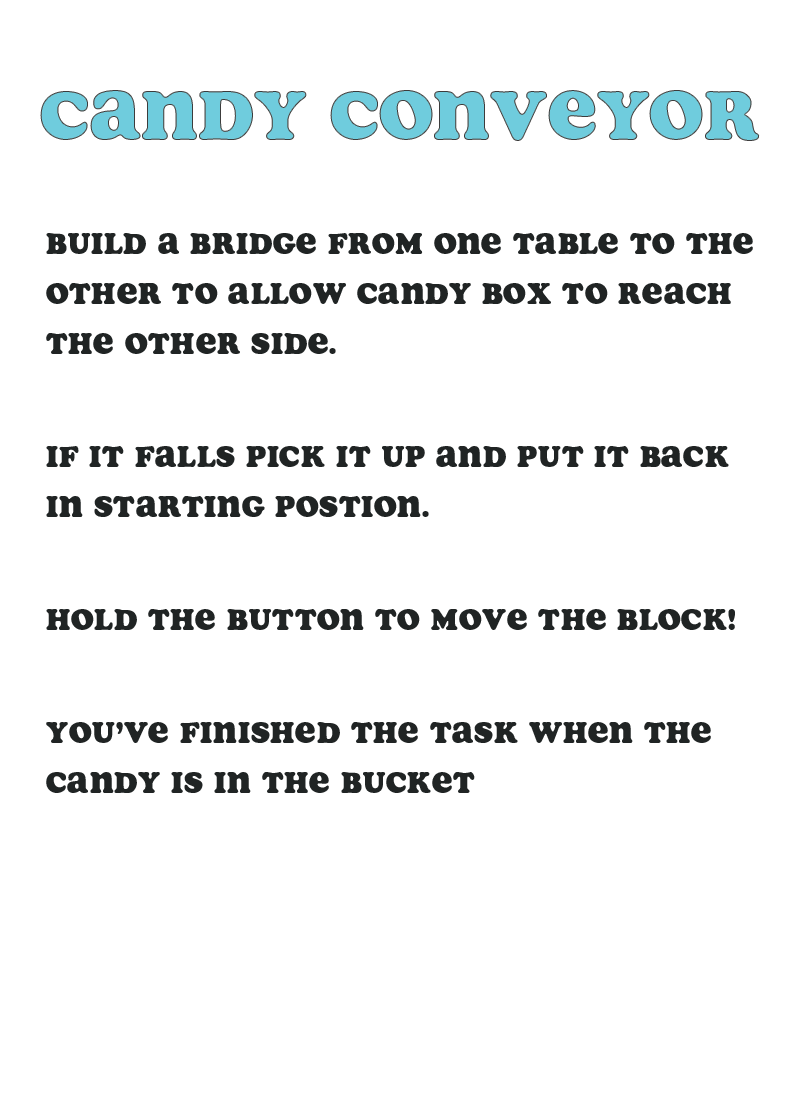 CANDY CONVEYOR
BUILD A BRIDGE FROM ONE TABLE TO THE
OTHER TO ALLOW CANDY BOX TO REACH
THE OTHER SIDE.
IF IT FALLS PICK IT UP AND PUT IT BACK
IN STARTING POSTION.
HOLD THE BUTTON TO MOVE THE BLOCK!
YOU'VE FINISHED THE TASK WHEN THE
CANDY IS IN THE BUCKET